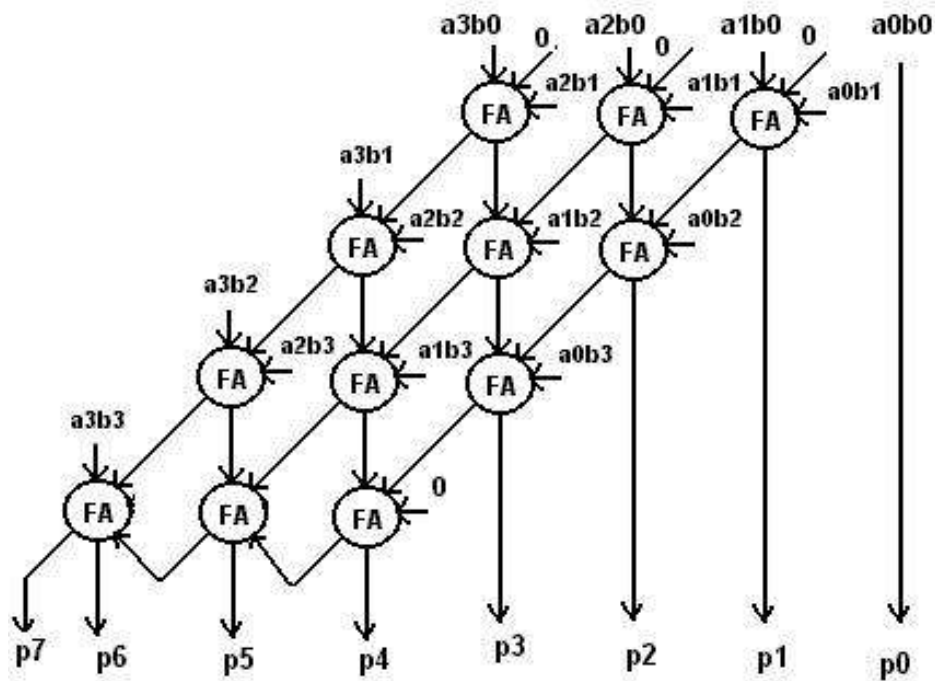 a3b0 0 a2b0 0 a1b0 0 a0b0
FA a2b1 FA a1b1 FA a0b1
a3b1
FA a2b2 FA a1b2 FA a0b2
a3b2
FA a2b3 FA a1b3 FA a0b3
a3b3
FA FA FA 0
p7 p6 p5 p4 p3 p2 p1 p0